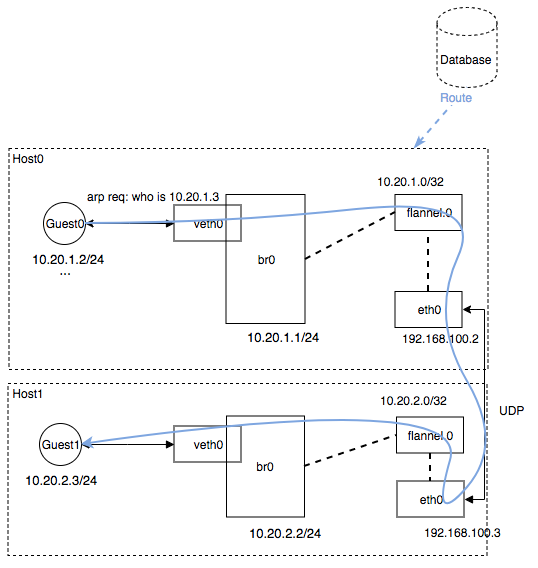 Database
Route
Host0
10.20.1.0/32
arp req: who is 10.20.1.3
Guest0
veth0
flannel.0
10.20.1.2/24
...
br0
eth0
10.20.1.1/24
192.168.100.2
Host1
10.20.2.0/32
UDP
Guest1
veth0
flannel.0
br0
10.20.2.3/24
eth0
10.20.2.2/24
192.168.100.3